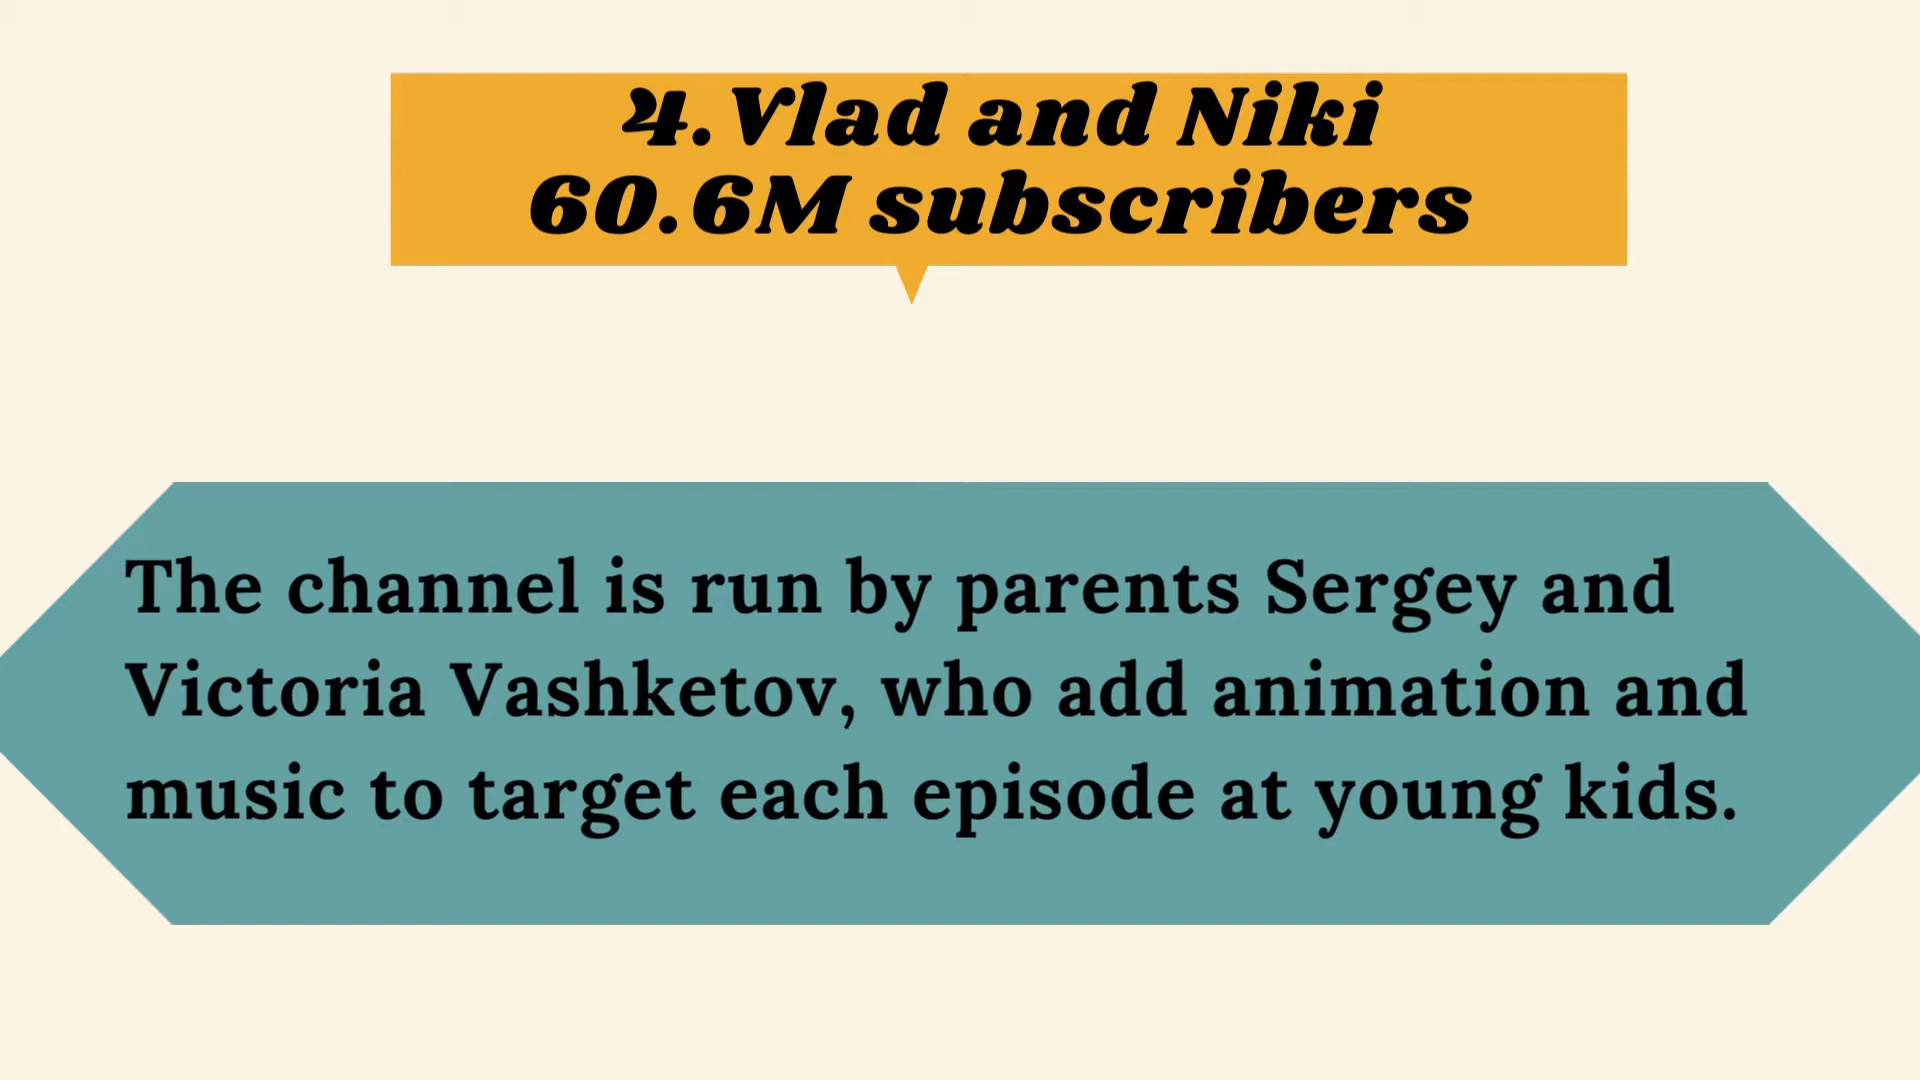 4.Vlad and Niki
60.6M subscribers
The channel is run by parents Sergey and
Victoria Vashketov, who add animation and
music to target each episode at young kids.